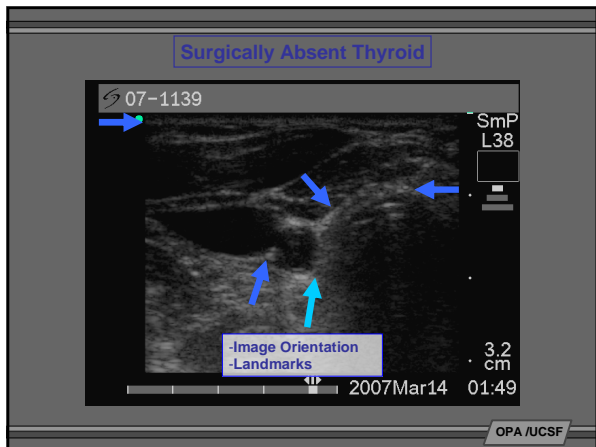 Surgically Absent Thyroid
07-1139
SmP
L38
-Image Orientation
-Landmarks
3.2
cm
2007Mar14 01:49
OPA /UCSF